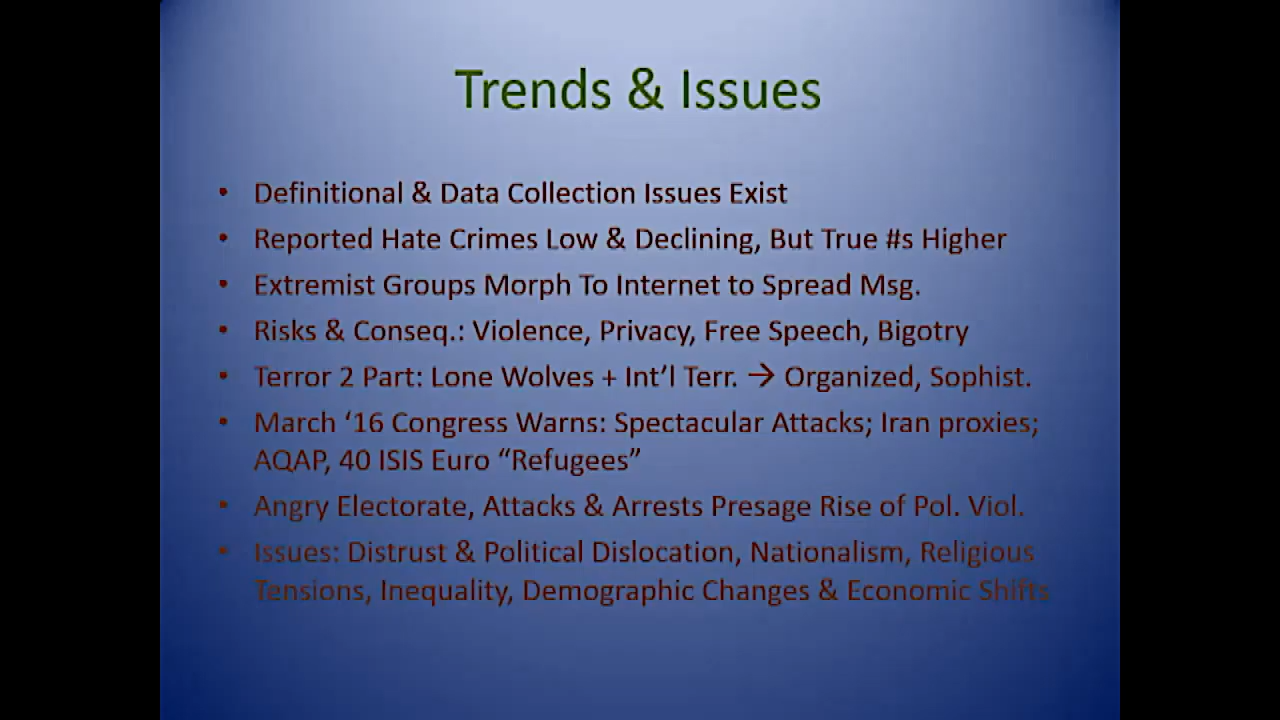 Trends & Issues
• Definitional & Data Collection Issues Exist
• Reported Hate Crimes Low & Declining, But True #s Higher
• Extremist Groups Morph To Internet to Spread Msg.
• Risks & Conseq.: Violence, Privacy, Free Speech, Bigotry
• Terror 2 Part: Lone Wolves + Int’l Terr. → Organized, Sophist.
• March ‘16 Congress Warns: Spectacular Attacks; Iran proxies;
AQAP, 40 ISIS Euro “Refugees”
• Angry Electorate, Attacks & Arrests Presage Rise of Pol. Viol.
• Issues: Distrust & Political Dislocation, Nationalism, Religious
Tensions, Inequality, Demographic Changes & Economic Shifts